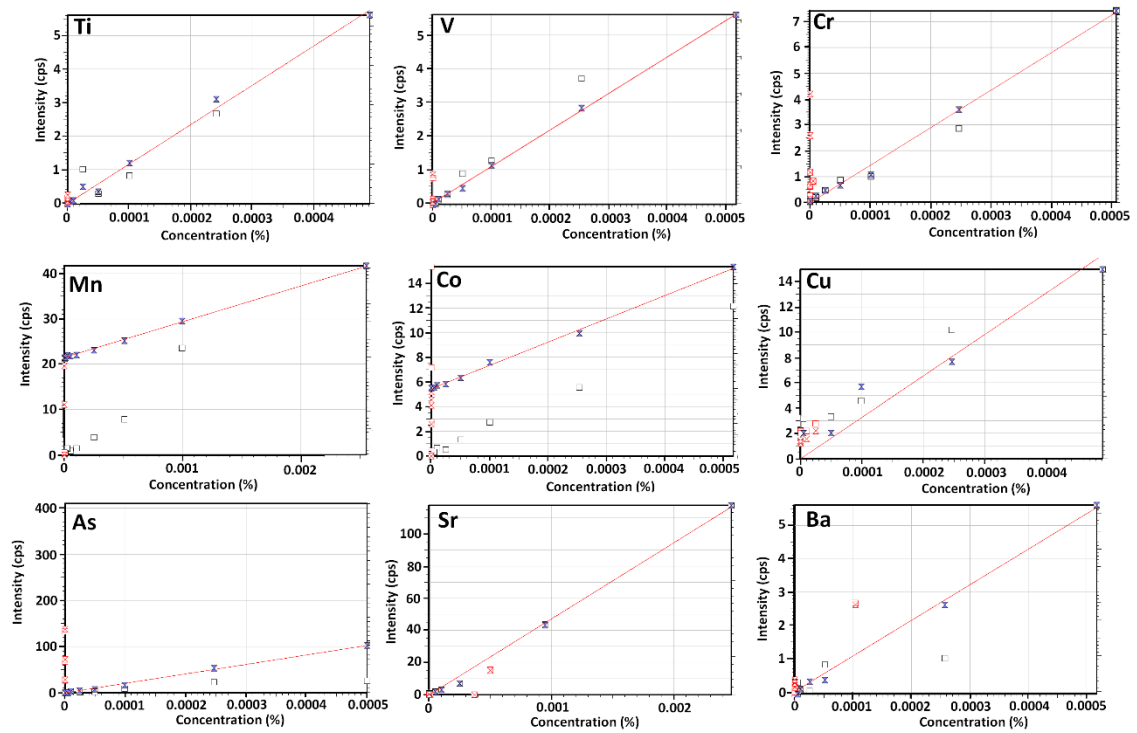 Ti
Intensity (cps)
5
4
3
2
1
0
0 0.0001 0.0002 0.0003 0.0004
Concentration (%)
V
Intensity (cps)
5
4
3
2
1
0
0 0.0001 0.0002 0.0003 0.0004 0.0005
Concentration (%)
Cr
Intensity (cps)
7
6
5
4
3
2
1
0
0 0.0001 0.0002 0.0003 0.0004 0.0005
Concentration (%)
Mn
Intensity (cps)
40
30
20
10
0
0 0.001 0.002
Concentration (%)
Co
Intensity (cps)
14
12
10
8
6
4
2
0
0 0.0001 0.0002 0.0003 0.0004 0.0005
Concentration (%)
Cu
Intensity (cps)
14
12
10
8
6
4
2
0
0 0.0001 0.0002 0.0003 0.0004
Concentration (%)
As
Intensity (cps)
400
300
200
100
0
0 0.0001 0.0002 0.0003 0.0004 0.0005
Concentration (%)
Sr
Intensity (cps)
100
80
60
40
20
0
0 0.001 0.002
Concentration (%)
Ba
Intensity (cps)
5
4
3
2
1
0
0 0.0001 0.0002 0.0003 0.0004 0.0005
Concentration (%)